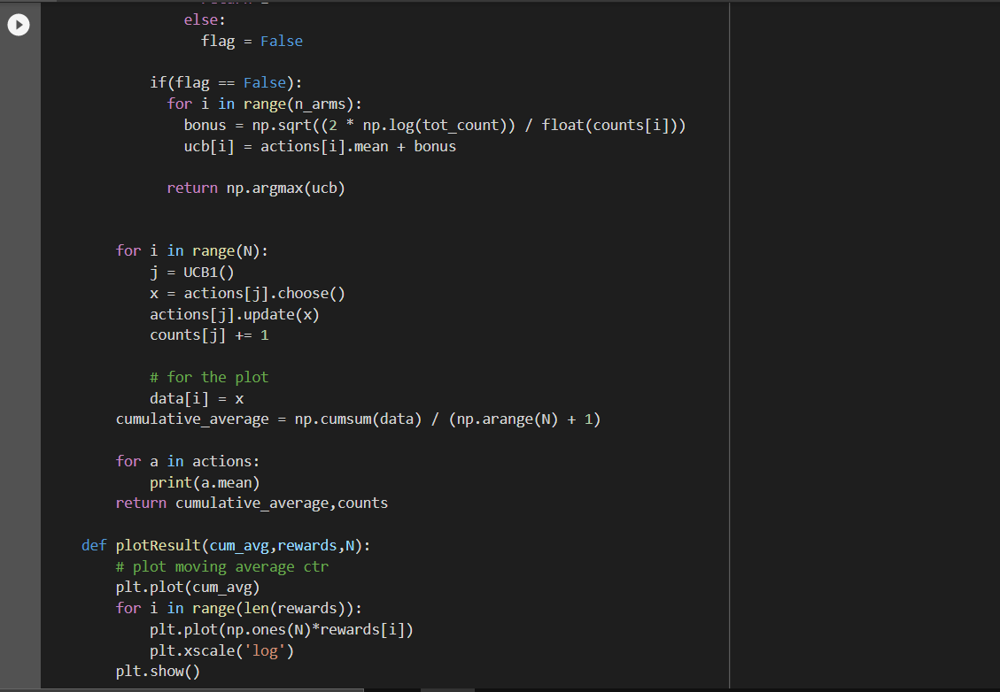 else:
flag = False
if(flag == False):
for i in range(n_arms):
bonus = np.sqrt((2 * np.log(tot_count)) / float(counts[i]))
ucb[i] = actions[i].mean + bonus
return np.argmax(ucb)
for i in range(N):
j = UCB1()
x = actions[j].choose()
actions[j].update(x)
counts[j] += 1
# for the plot
data[i] = x
cumulative_average = np.cumsum(data) / (np.arange(N) + 1)
for a in actions:
print(a.mean)
return cumulative_average,counts
def plotResult(cum_avg,rewards,N):
# plot moving average ctr
plt.plot(cum_avg)
for i in range(len(rewards)):
plt.plot(np.ones(N)*rewards[i])
plt.xscale('log')
plt.show()